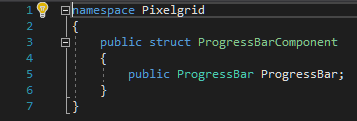 1 namespace Pixelgrid
2 {
3     public struct ProgressBarComponent
4     {
5         public ProgressBar ProgressBar;
6     }
7 }